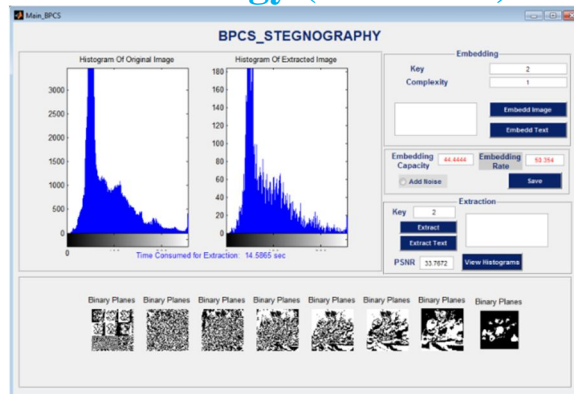 Main_BPCS
BPCS_STEGNOGRAPHY
Histogram Of Original Image
Histogram Of Extracted Image
3000
2500
2000
1500
1000
500
0
180
160
140
120
100
80
60
40
20
0
Time Consumed for Extraction: 14.5865 sec
Embedding
Key 2
Complexity 1
Embedd Image
Embedd Text
Embedding Capacity 44.4444 Embedding Rate 53.354
Add Noise Save
Extraction
Key 2
Extract
Extract Text
PSNR 33.7672 View Histograms
Binary Planes Binary Planes Binary Planes Binary Planes Binary Planes Binary Planes Binary Planes Binary Planes